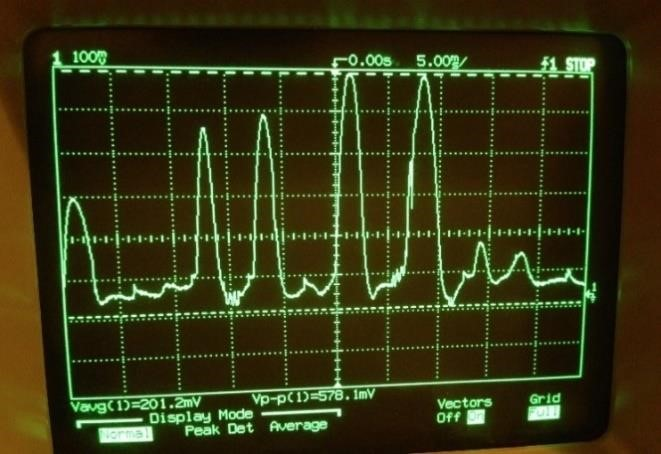 1 100mV 0.00s 5.00ms/ f1 STOP
1
Vavg(1)=201.2mV Vp-p(1)=578.1mV
Display Mode Vectors Grid
Normal Peak Det Average Off On Full